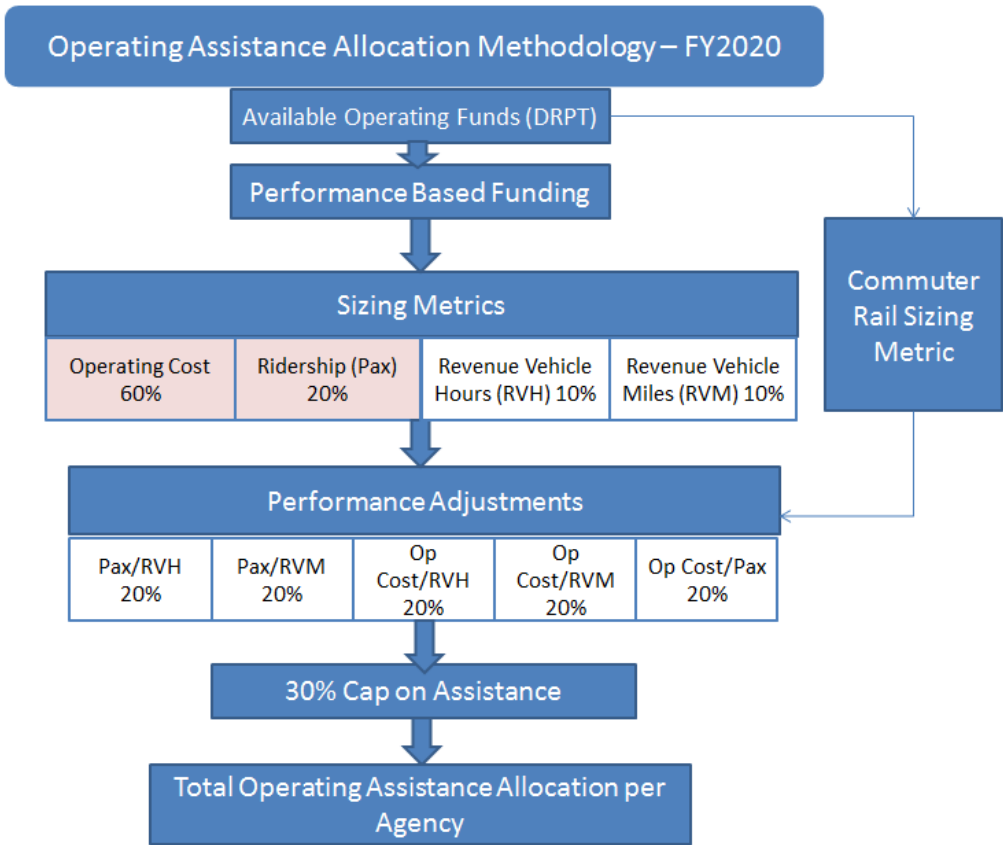 Operating Assistance Allocation Methodology – FY2020
Available Operating Funds (DRPT)
Performance Based Funding
Commuter
Rail Sizing
Metric
Sizing Metrics
Operating Cost
60%
Ridership (Pax)
20%
Revenue Vehicle
Hours (RVH) 10%
Revenue Vehicle
Miles (RVM) 10%
Performance Adjustments
Pax/RVH
20%
Pax/RVM
20%
Op
Cost/RVH
20%
Op
Cost/RVM
20%
Op Cost/Pax
20%
30% Cap on Assistance
Total Operating Assistance Allocation per
Agency